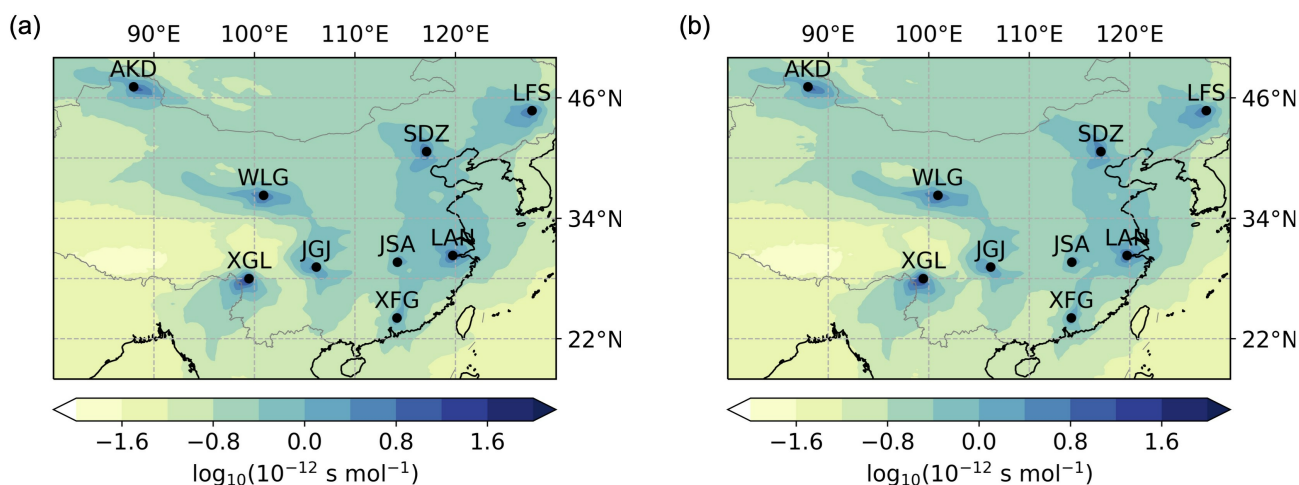 (a)
90°E 100°E 110°E 120°E
AKD
LFS
46°N
SDZ
WLG
34°N
XGL JGJ JSA LAN
XFG
22°N
−1.6 −0.8 0.0 0.8 1.6
log₁₀(10⁻¹² s mol⁻¹)
(b)
90°E 100°E 110°E 120°E
AKD
LFS
46°N
SDZ
WLG
34°N
XGL JGJ JSA LAN
XFG
22°N
−1.6 −0.8 0.0 0.8 1.6
log₁₀(10⁻¹² s mol⁻¹)